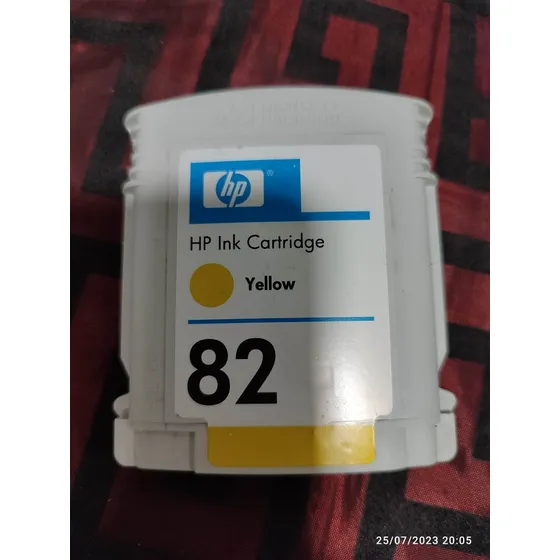 hp®
HP Ink Cartridge
Yellow
82
25/07/2023 20:05